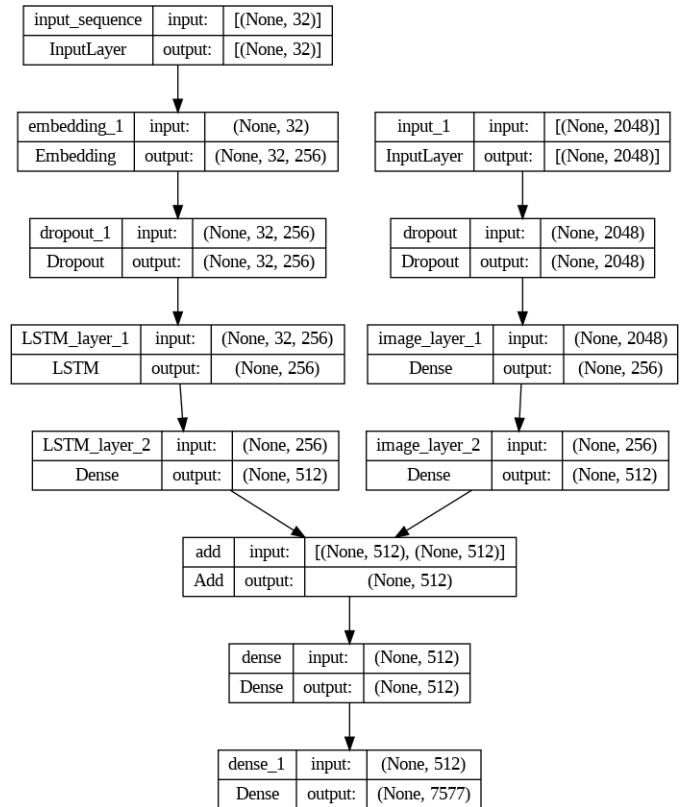 input_sequence input: [(None, 32)]
InputLayer output: [(None, 32)]
embedding_1 input: (None, 32)
Embedding output: (None, 32, 256)
input_1 input: [(None, 2048)]
InputLayer output: [(None, 2048)]
dropout_1 input: (None, 32, 256)
Dropout output: (None, 32, 256)
dropout input: (None, 2048)
Dropout output: (None, 2048)
LSTM_layer_1 input: (None, 32, 256)
LSTM output: (None, 256)
image_layer_1 input: (None, 2048)
Dense output: (None, 256)
LSTM_layer_2 input: (None, 256)
Dense output: (None, 512)
image_layer_2 input: (None, 256)
Dense output: (None, 512)
add input: [(None, 512), (None, 512)]
Add output: (None, 512)
dense input: (None, 512)
Dense output: (None, 512)
dense_1 input: (None, 512)
Dense output: (None, 7577)